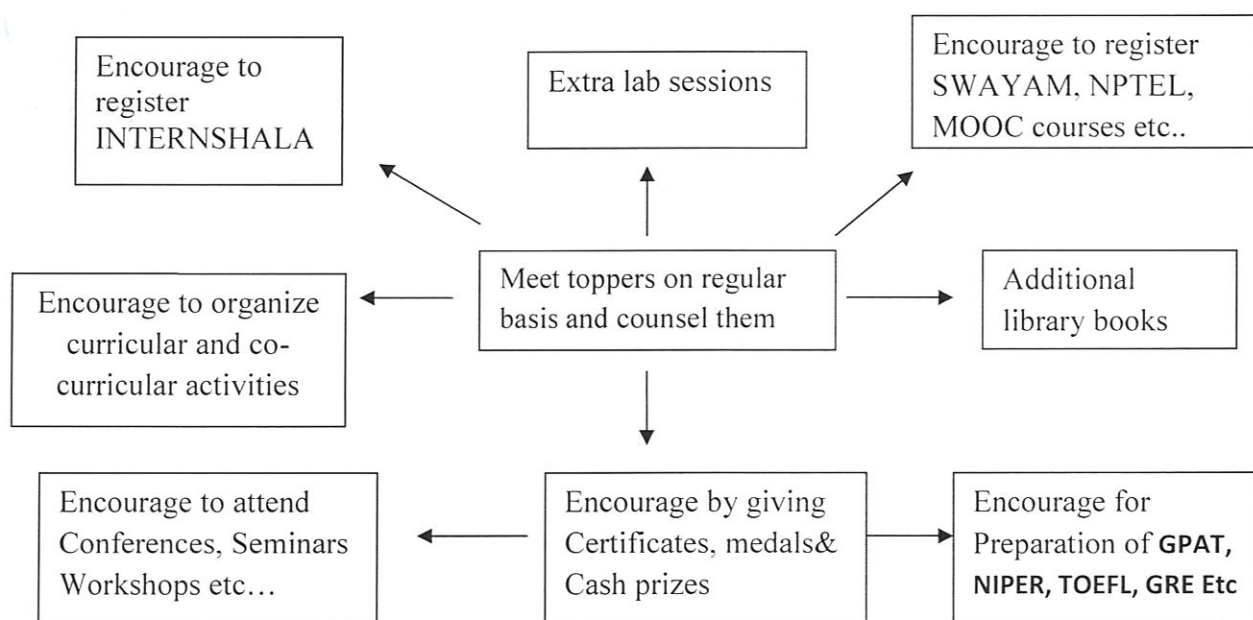 Encourage to
register
INTERNSHALA
Extra lab sessions
Encourage to register
SWAYAM, NPTEL,
MOOC courses etc..
Encourage to organize
curricular and co-
curricular activities
Meet toppers on regular
basis and counsel them
Additional
library books
Encourage to attend
Conferences, Seminars
Workshops etc...
Encourage by giving
Certificates, medals&
Cash prizes
Encourage for
Preparation of GPAT,
NIPER, TOEFL, GRE Etc